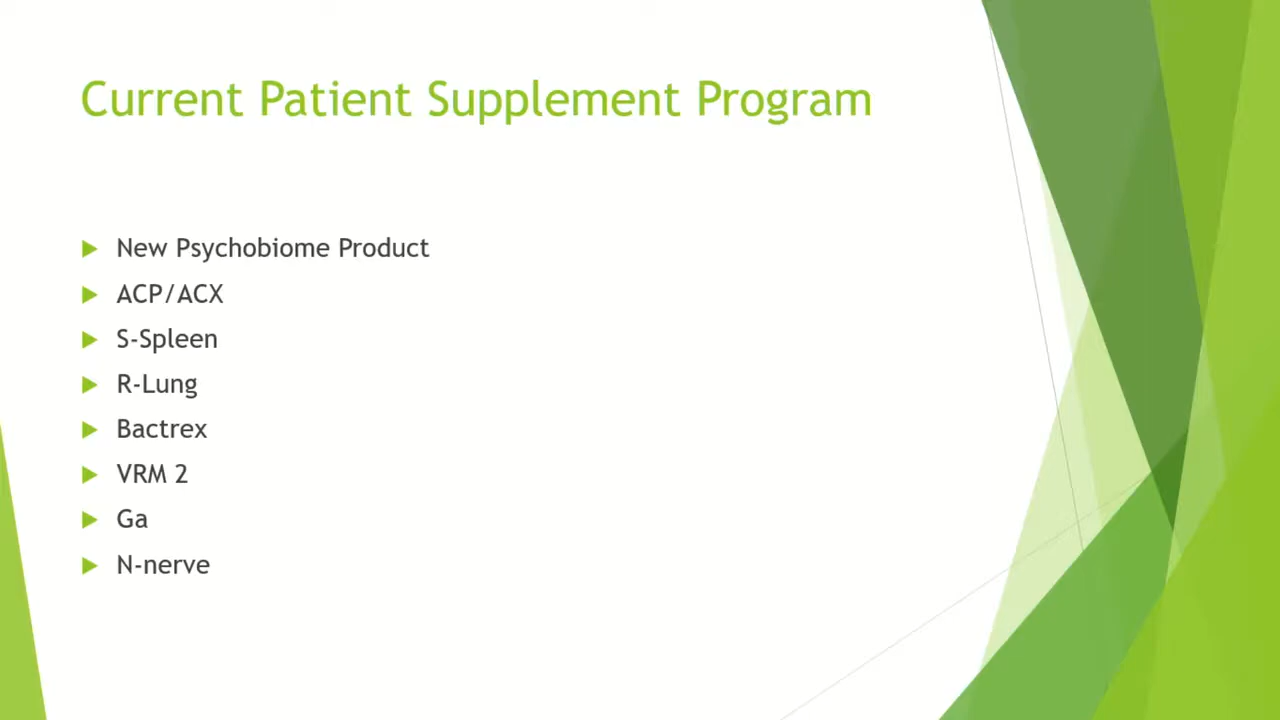 Current Patient Supplement Program
New Psychobiome Product
ACP/ACX
S-Spleen
R-Lung
Bactrex
VRM 2
Ga
N-nerve